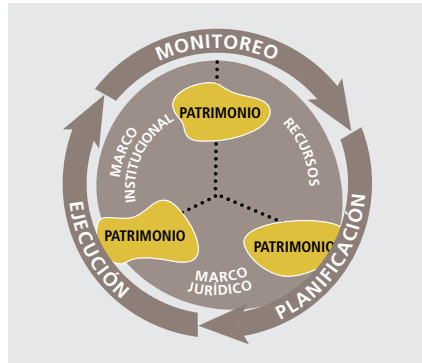 MONITOREO
PATRIMONIO
MARCO
INSTITUCIONAL
RECURSOS
PATRIMONIO
PATRIMONIO
MARCO
JURÍDICO
EJECUCIÓN
PLANIFICACIÓN